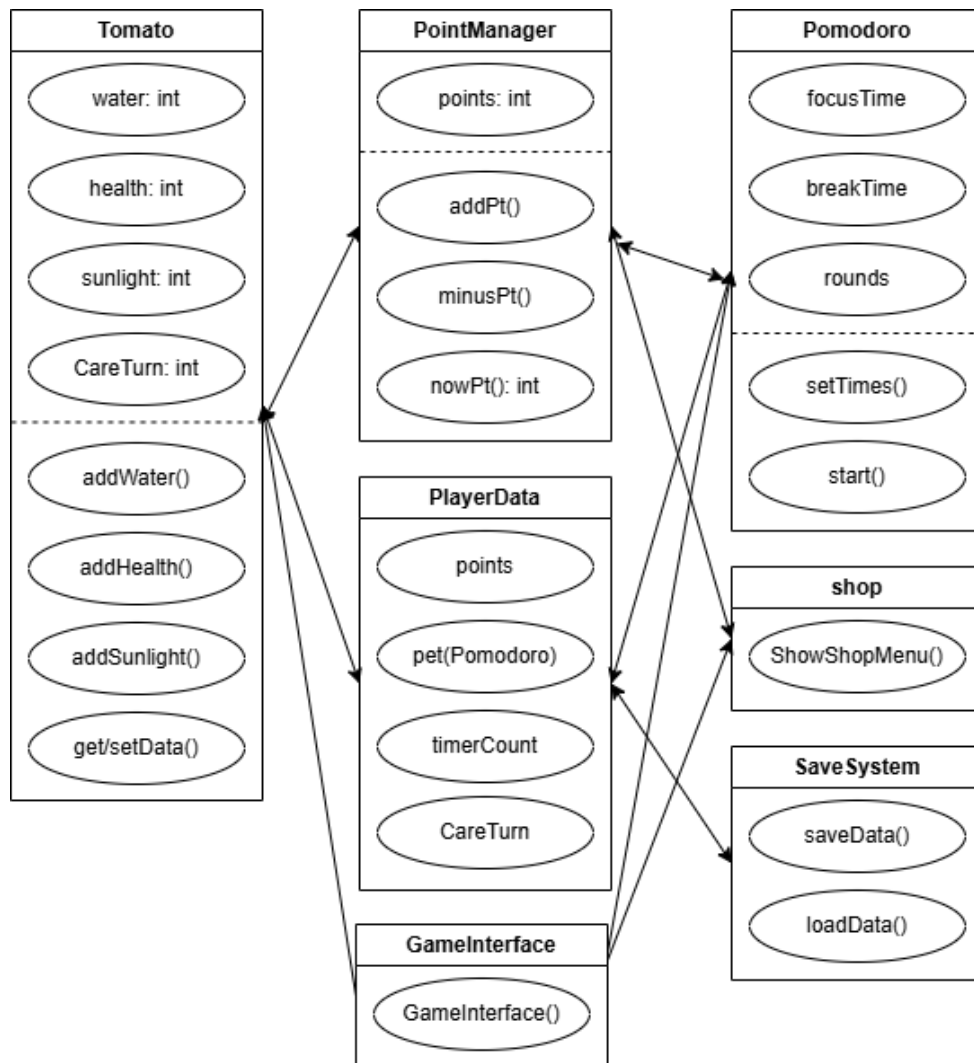 Tomato
water: int
health: int
sunlight: int
CareTurn: int
addWater()
addHealth()
addSunlight()
get/setData()
PointManager
points: int
addPt()
minusPt()
nowPt(): int
PlayerData
points
pet(Pomodoro)
timerCount
CareTurn
GameInterface
GameInterface()
Pomodoro
focusTime
breakTime
rounds
setTimes()
start()
shop
ShowShopMenu()
SaveSystem
saveData()
loadData()